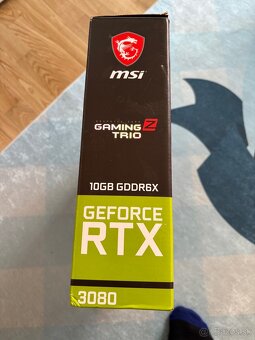 msi
GAMING Z
TRIO
10GB GDDR6X
GEFORCE
RTX
3080